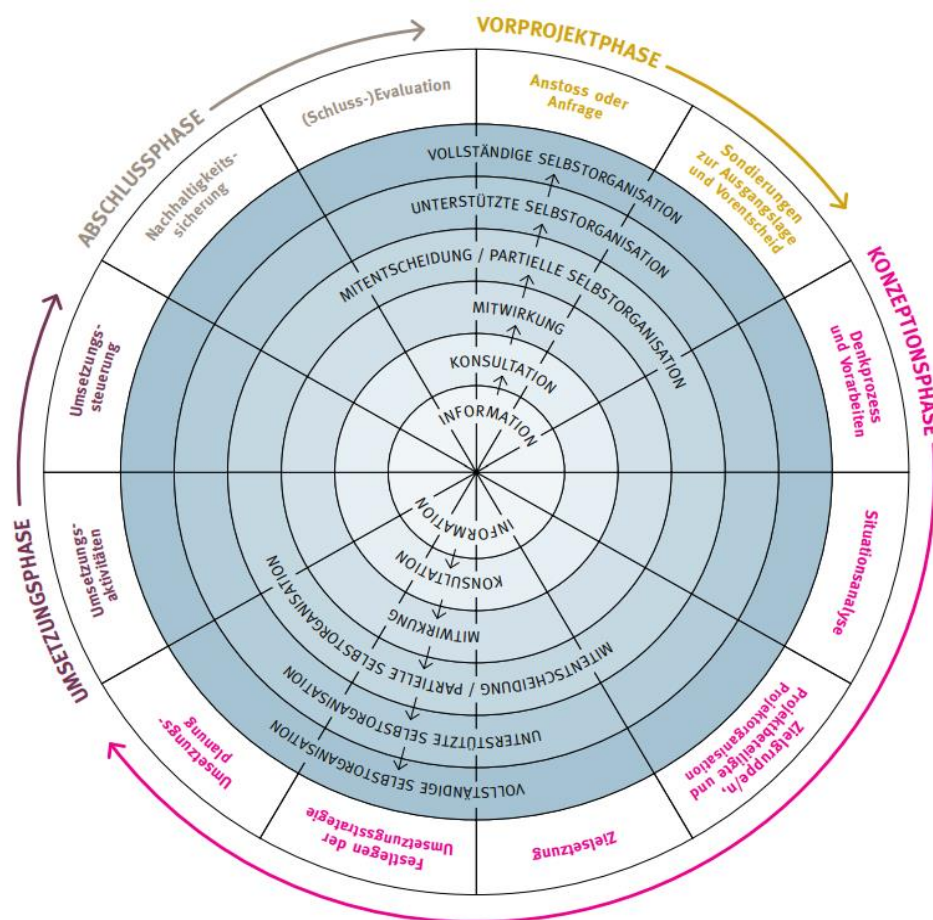 VORPROJEKTPHASE
Anstoss oder
Anfrage
Sondierungen
zur Ausgangslage
und Vorentscheid
KONZEPTIONSPHASE
Denkprozess
und Vorarbeiten
Situationsanalyse
Zielgruppe/n,
Projektbeteiligte und
Projektorganisation
Zielsetzung
Festlegen der
Umsetzungsstrategie
Umsetzungs-
planung
UMSETZUNGSPHASE
Umsetzungs-
aktivitäten
Umsetzungs-
steuerung
ABSCHLUSSPHASE
Nachhaltigkeits-
sicherung
(Schluss-)Evaluation
VOLLSTÄNDIGE SELBSTORGANISATION
UNTERSTÜTZTE SELBSTORGANISATION
MITENTSCHEIDUNG / PARTIELLE SELBSTORGANISATION
MITWIRKUNG
KONSULTATION
INFORMATION
INFORMATION
KONSULTATION
MITWIRKUNG
MITENTSCHEIDUNG / PARTIELLE SELBSTORGANISATION
UNTERSTÜTZTE SELBSTORGANISATION
VOLLSTÄNDIGE SELBSTORGANISATION